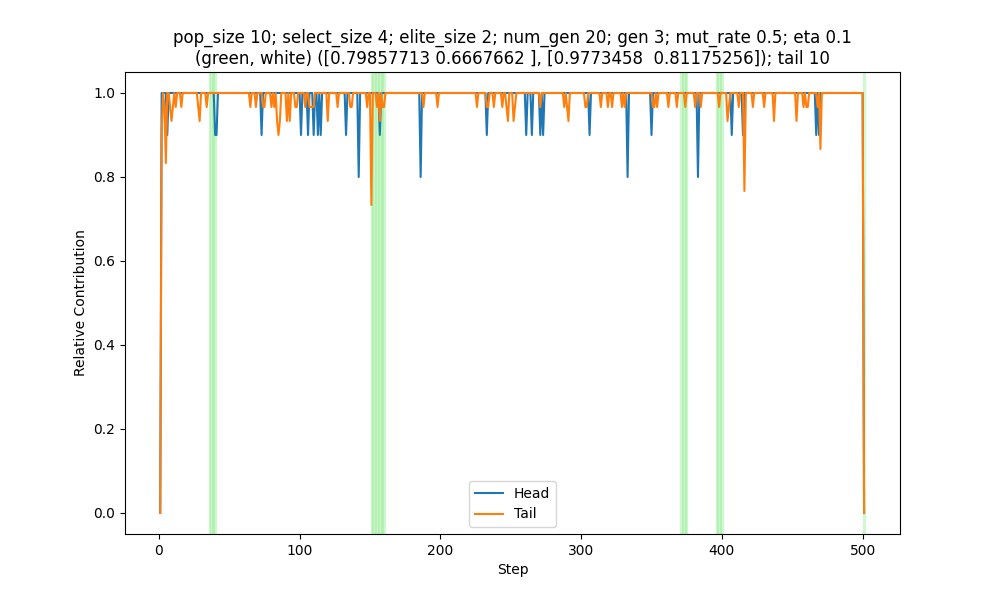 pop_size 10; select_size 4; elite_size 2; num_gen 20; gen 3; mut_rate 0.5; eta 0.1
(green, white) ([0.79857713 0.6667662 ], [0.9773458  0.81175256]); tail 10
1.0
0.8
0.6
0.4
0.2
0.0
Relative Contribution
Head
Tail
0
100
200
300
400
500
Step